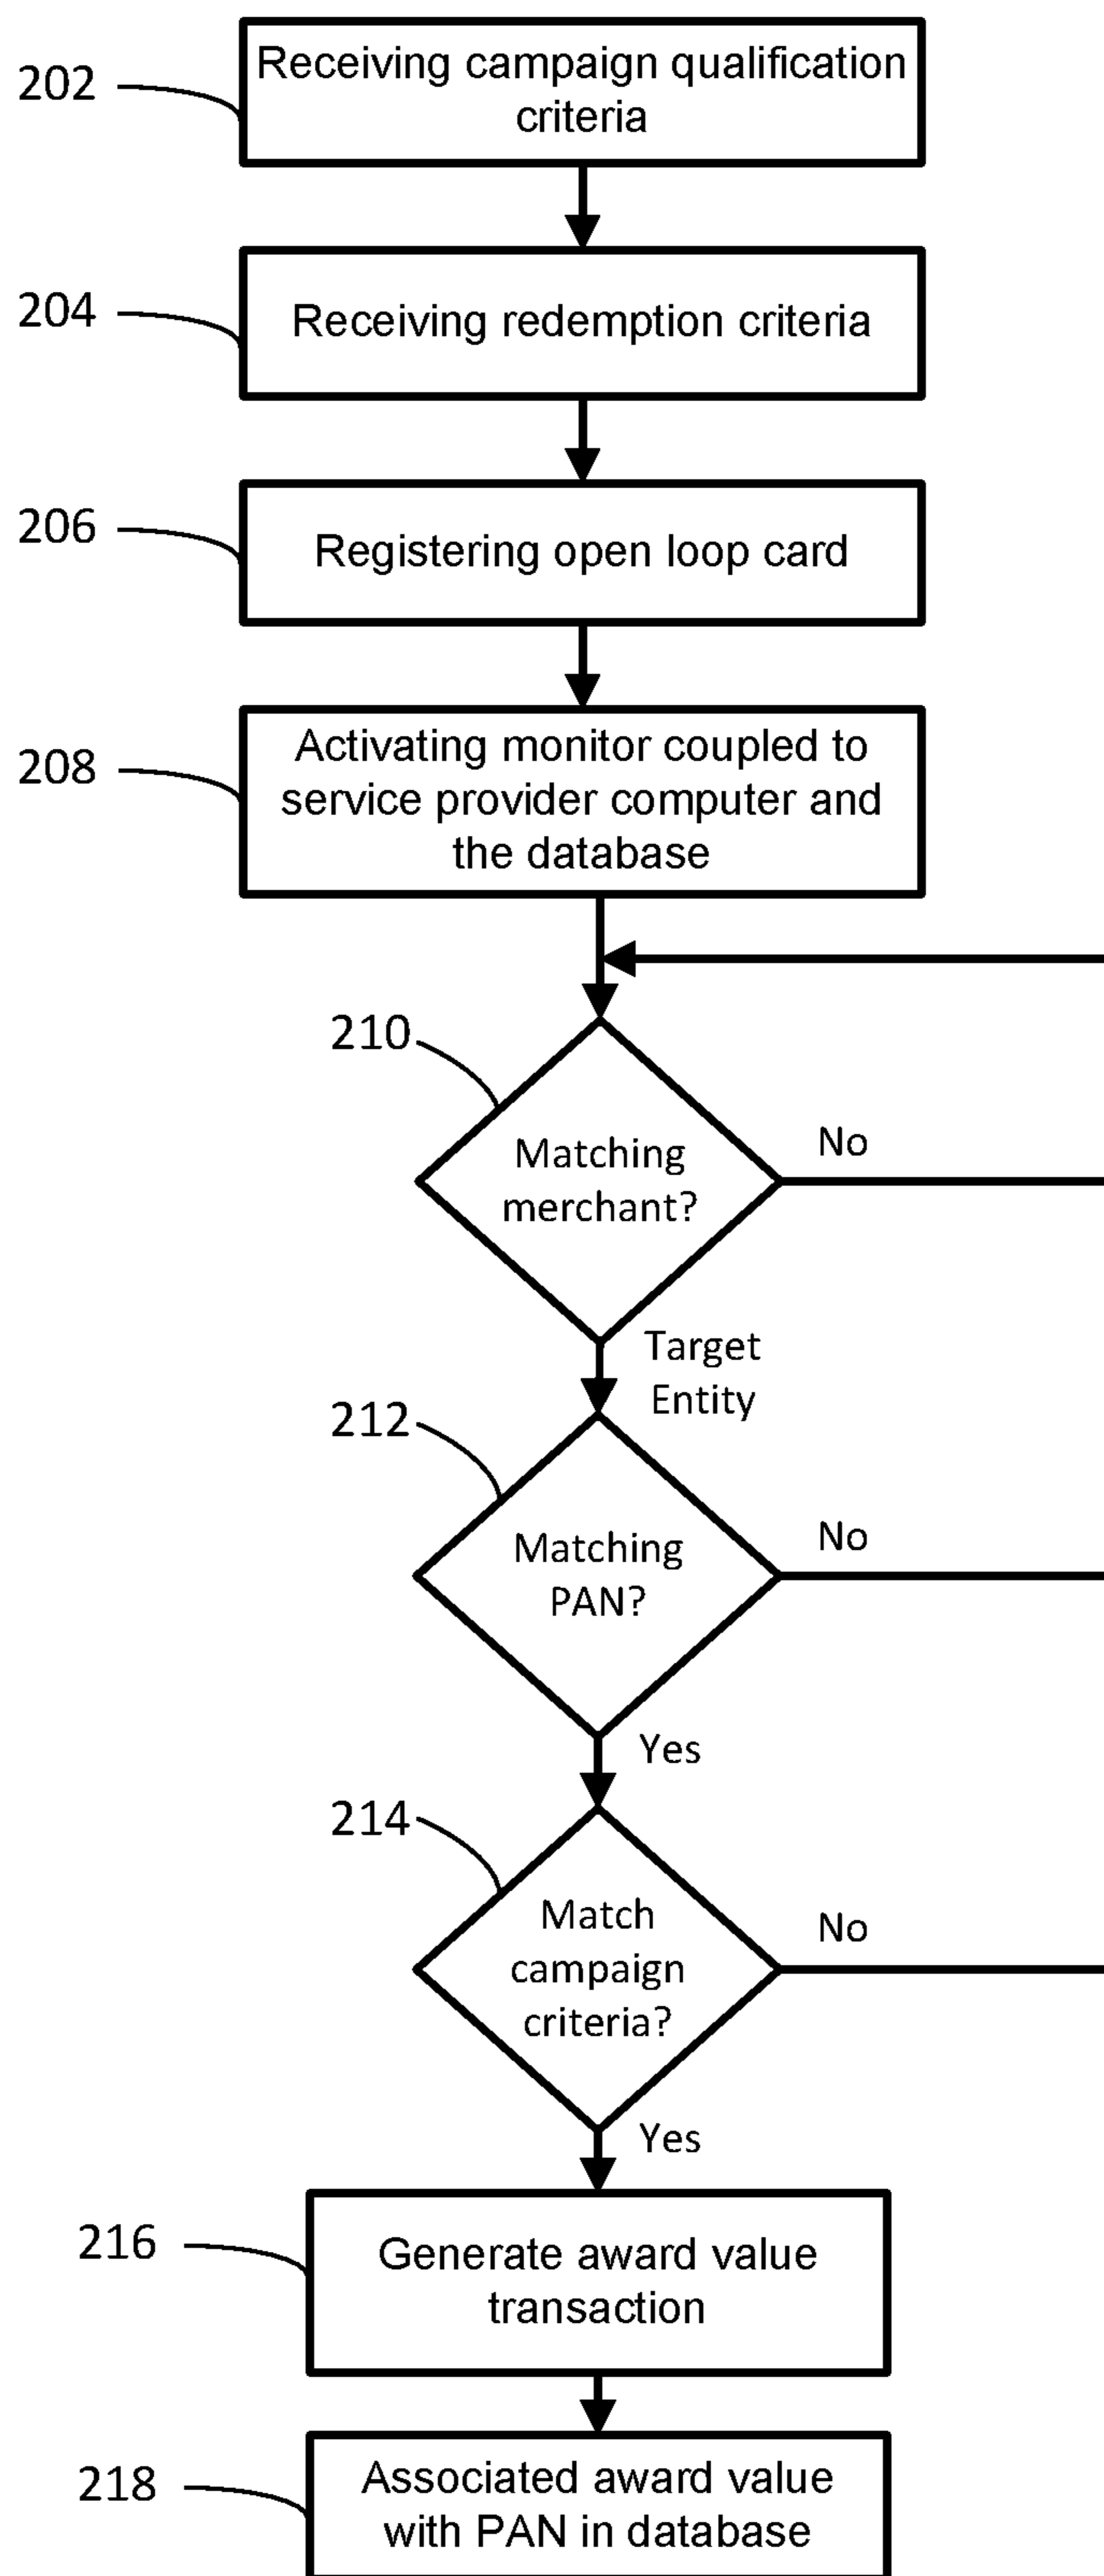 202
Receiving campaign qualification
criteria
204
Receiving redemption criteria
206
Registering open loop card
208
Activating monitor coupled to
service provider computer and
the database
210
Matching
merchant?
No
Target
Entity
212
Matching
PAN?
No
Yes
214
Match
campaign
criteria?
No
Yes
216
Generate award value
transaction
218
Associated award value
with PAN in database